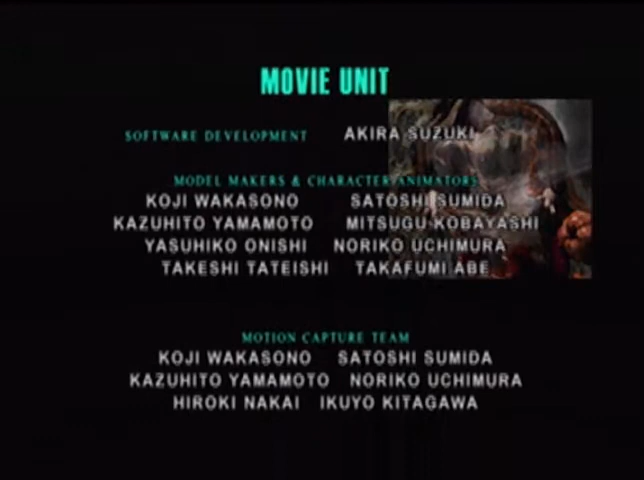 MOVIE UNIT
SOFTWARE DEVELOPMENT AKIRA SUZUKI
MODEL MAKERS & CHARACTER ANIMATORS
KOJI WAKASONO SATOSHI SUMIDA
KAZUHITO YAMAMOTO MITSUGU KOBAYASHI
YASUHIKO ONISHI NORIKO UCHIMURA
TAKESHI TATEISHI TAKAFUMI ABE
MOTION CAPTURE TEAM
KOJI WAKASONO SATOSHI SUMIDA
KAZUHITO YAMAMOTO NORIKO UCHIMURA
HIROKI NAKAI IKUYO KITAGAWA